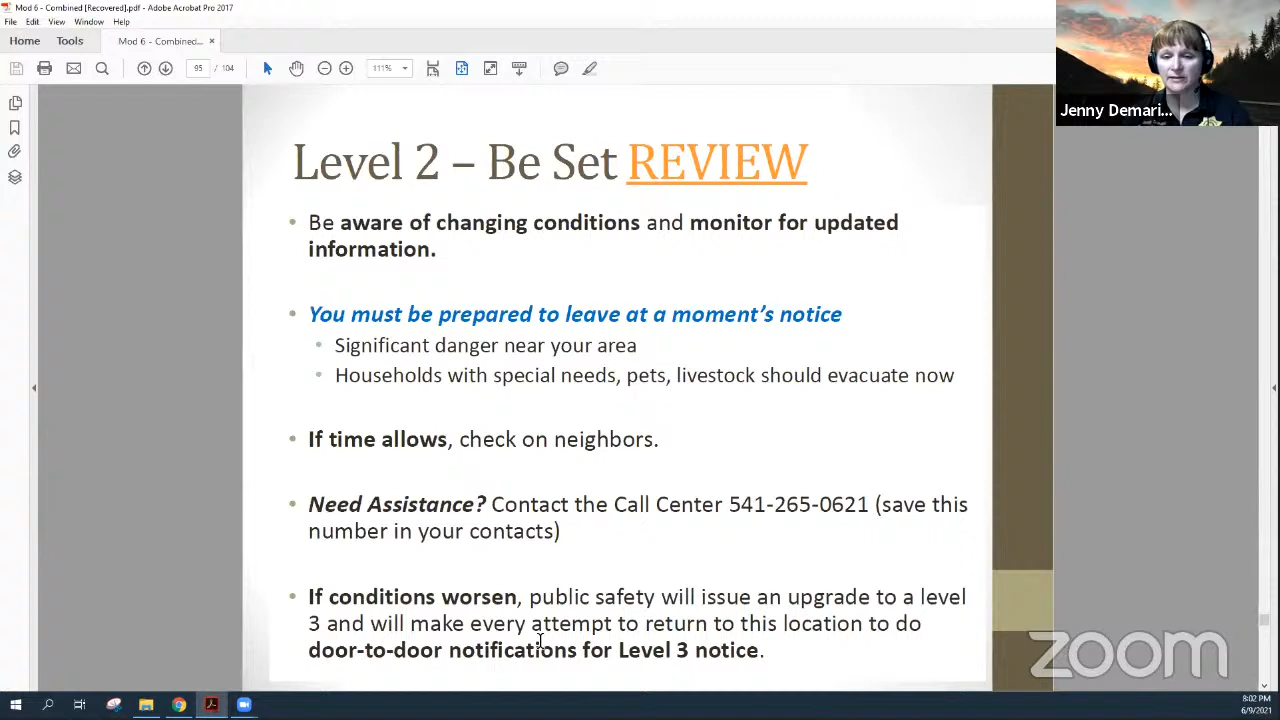 Mod 6 - Combined [Recovered].pdf - Adobe Acrobat Pro 2017
File Edit View Window Help
Home Tools Mod 6 - Combined... ×
95 / 104 111%
Jenny Demari...
Level 2 – Be Set REVIEW
• Be aware of changing conditions and monitor for updated
information.
• You must be prepared to leave at a moment's notice
• Significant danger near your area
• Households with special needs, pets, livestock should evacuate now
• If time allows, check on neighbors.
• Need Assistance? Contact the Call Center 541-265-0621 (save this
number in your contacts)
• If conditions worsen, public safety will issue an upgrade to a level
3 and will make every attempt to return to this location to do
door-to-door notifications for Level 3 notice.
zoom
8:02 PM
6/9/2021